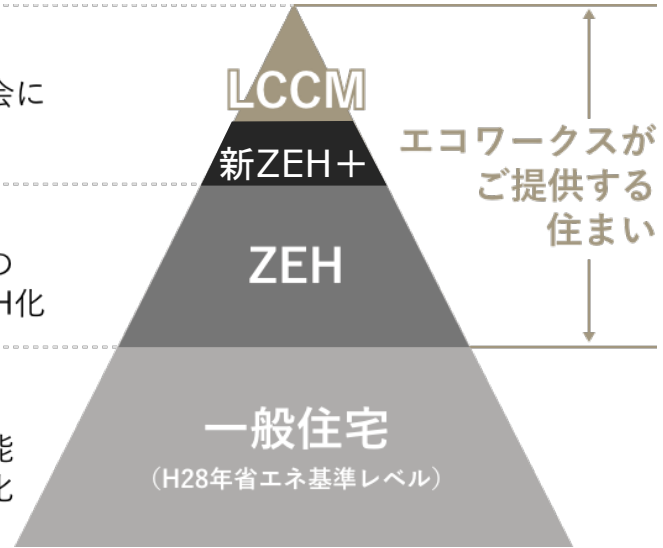 会に
LCCM
新ZEH＋
エコワークスが
ご提供する
住まい
の
ZEH
H化
一般住宅
（H28年省エネ基準レベル）
能
化